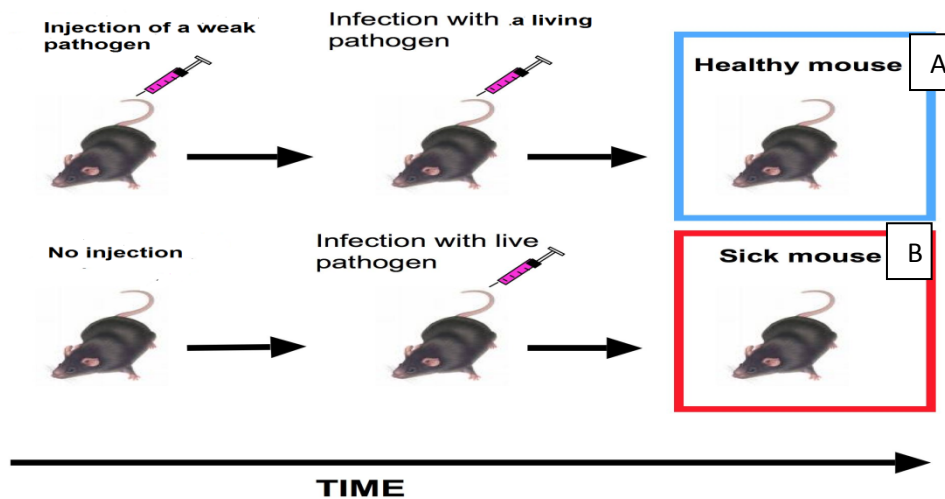 Injection of a weak
pathogen
Infection with a living
pathogen
Healthy mouse
A
No injection
Infection with live
pathogen
Sick mouse
B
TIME